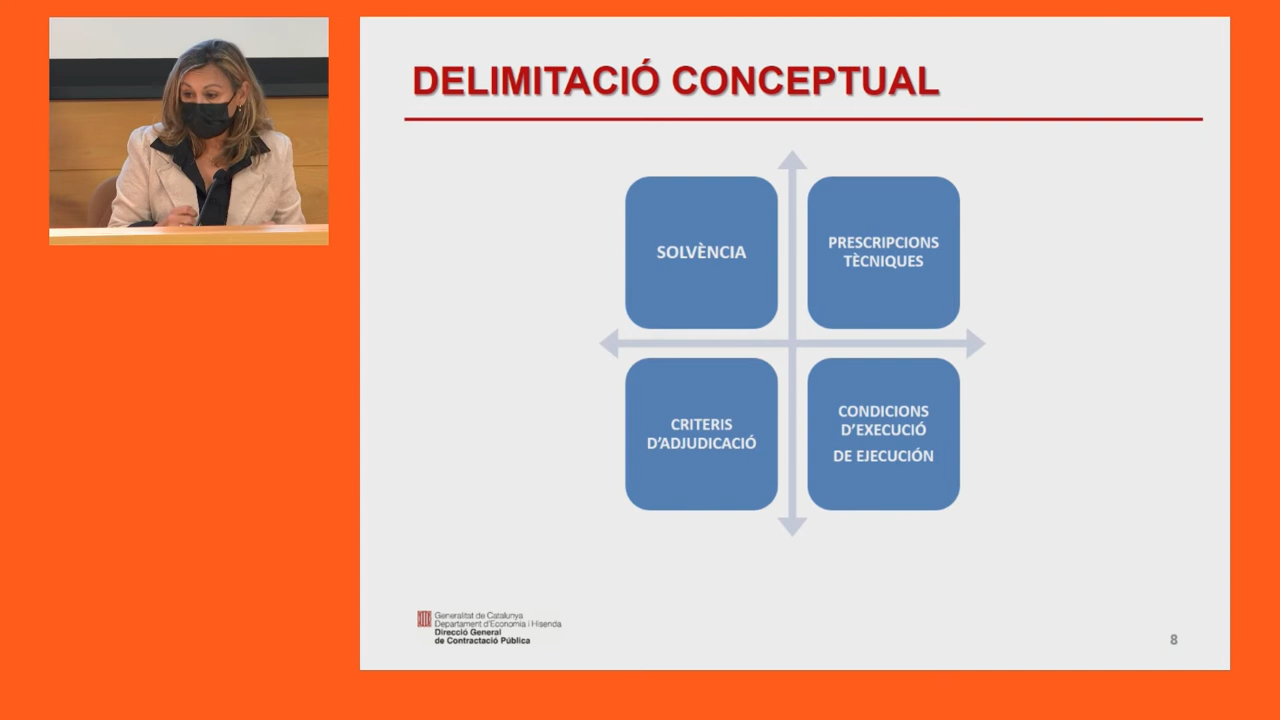 DELIMITACIÓ CONCEPTUAL
SOLVÈNCIA
PRESCRIPCIONS
TÈCNIQUES
CRITERIS
D'ADJUDICACIÓ
CONDICIONS
D'EXECUCIÓ
DE EJECUCIÓN
Generalitat de Catalunya
Departament d'Economia i Hisenda
Direcció General
de Contractació Pública
8